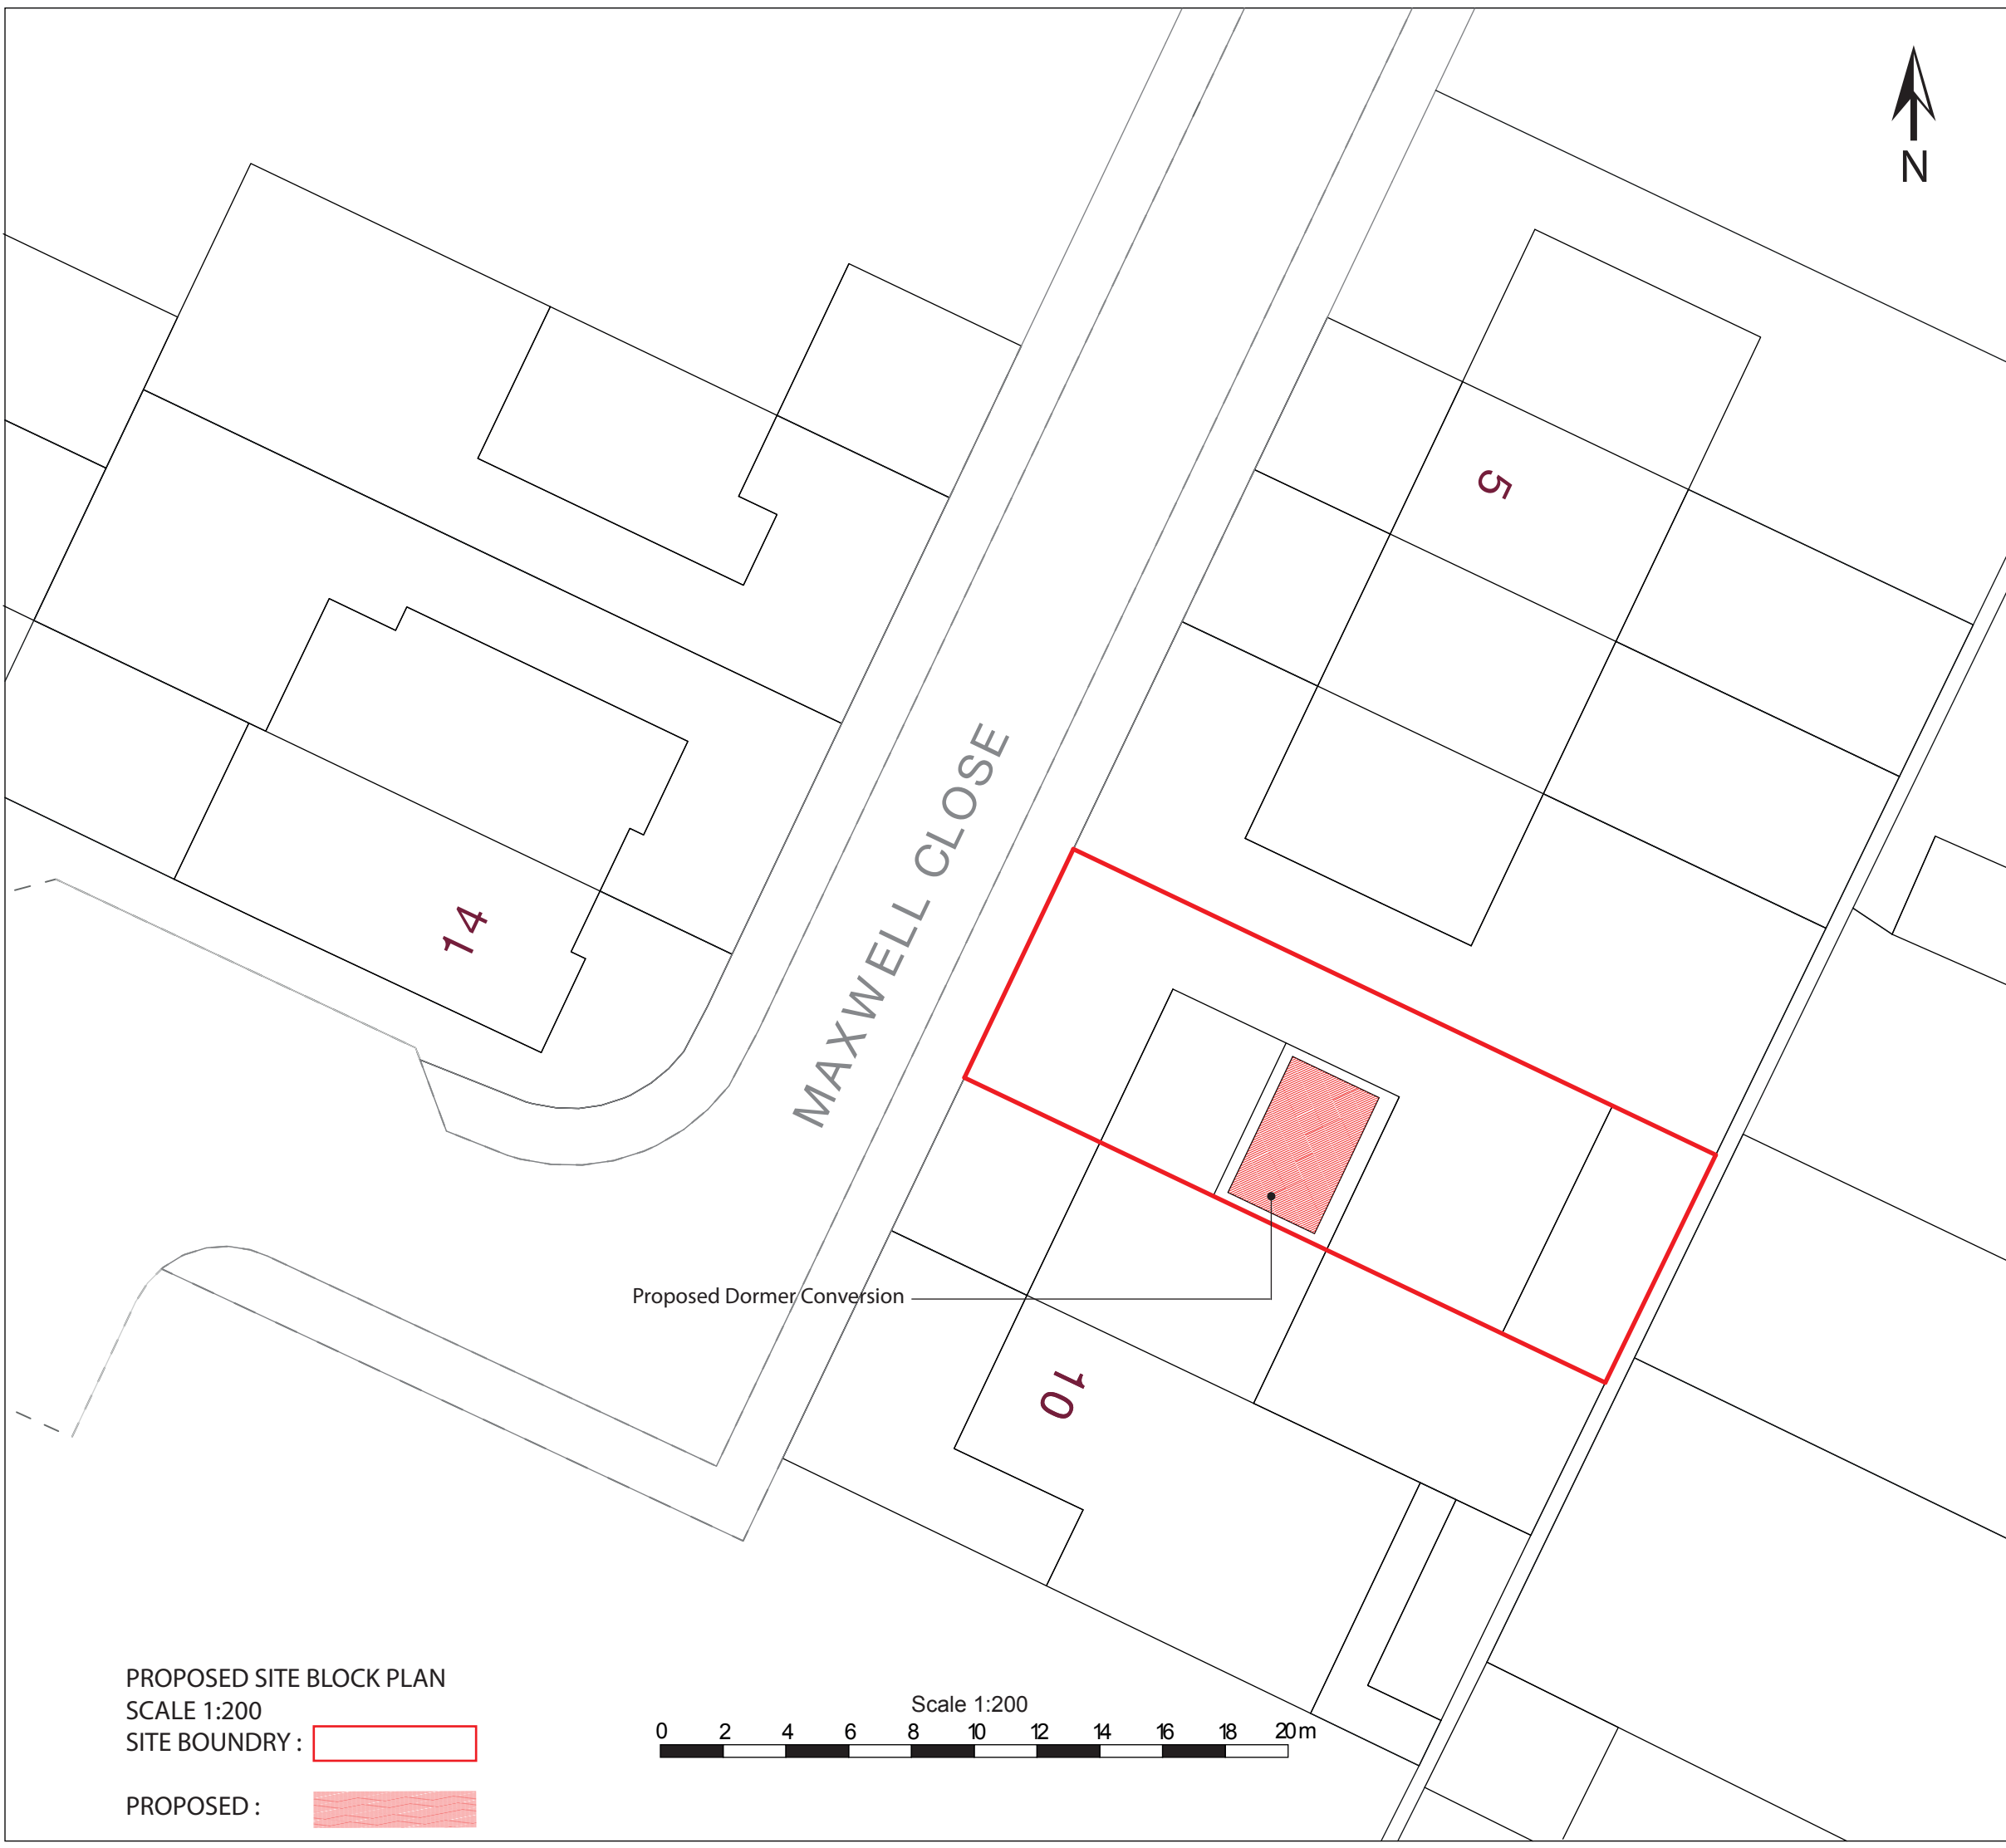 N
5
14
MAXWELL CLOSE
Proposed Dormer Conversion
10
PROPOSED SITE BLOCK PLAN
SCALE 1:200
SITE BOUNDRY :
PROPOSED :
Scale 1:200
0 2 4 6 8 10 12 14 16 18 20m